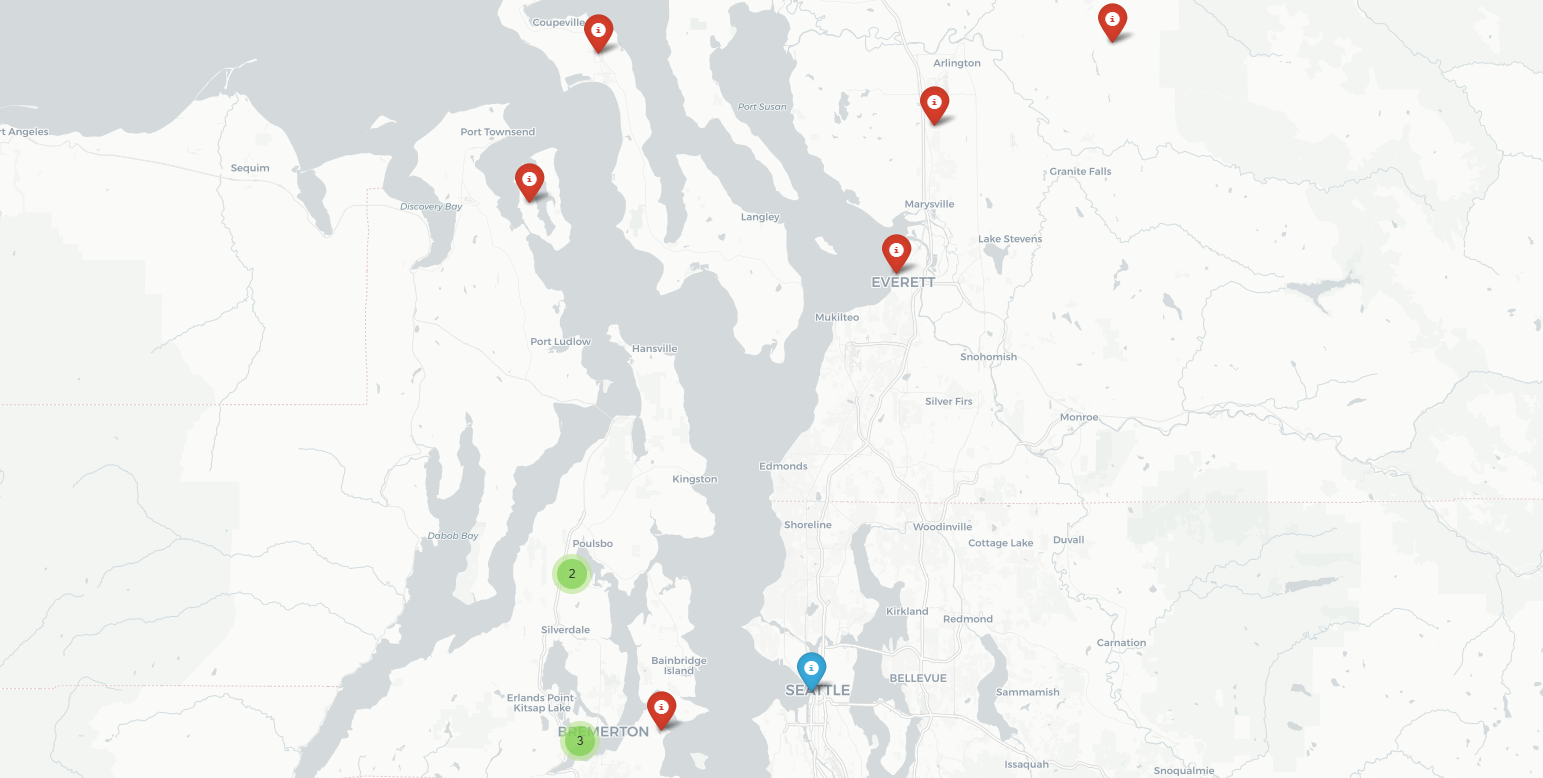 Coupeville
i
i
Arlington
i
Port Susan
rt Angeles
Port Townsend
Sequim
Granite Falls
i
Discovery Bay
Marysville
Langley
Lake Stevens
i
EVERETT
Mukilteo
Port Ludlow
Hansville
Snohomish
Silver Firs
Monroe
Edmonds
Kingston
Shoreline
Woodinville
Dabob Bay
Poulsbo
Cottage Lake
Duvall
2
Kirkland
Redmond
Silverdale
Carnation
Bainbridge
Island
i
SEATTLE
BELLEVUE
Sammamish
Erlands Point-
Kitsap Lake
i
BREMERTON
3
Issaquah
Snoqualmie